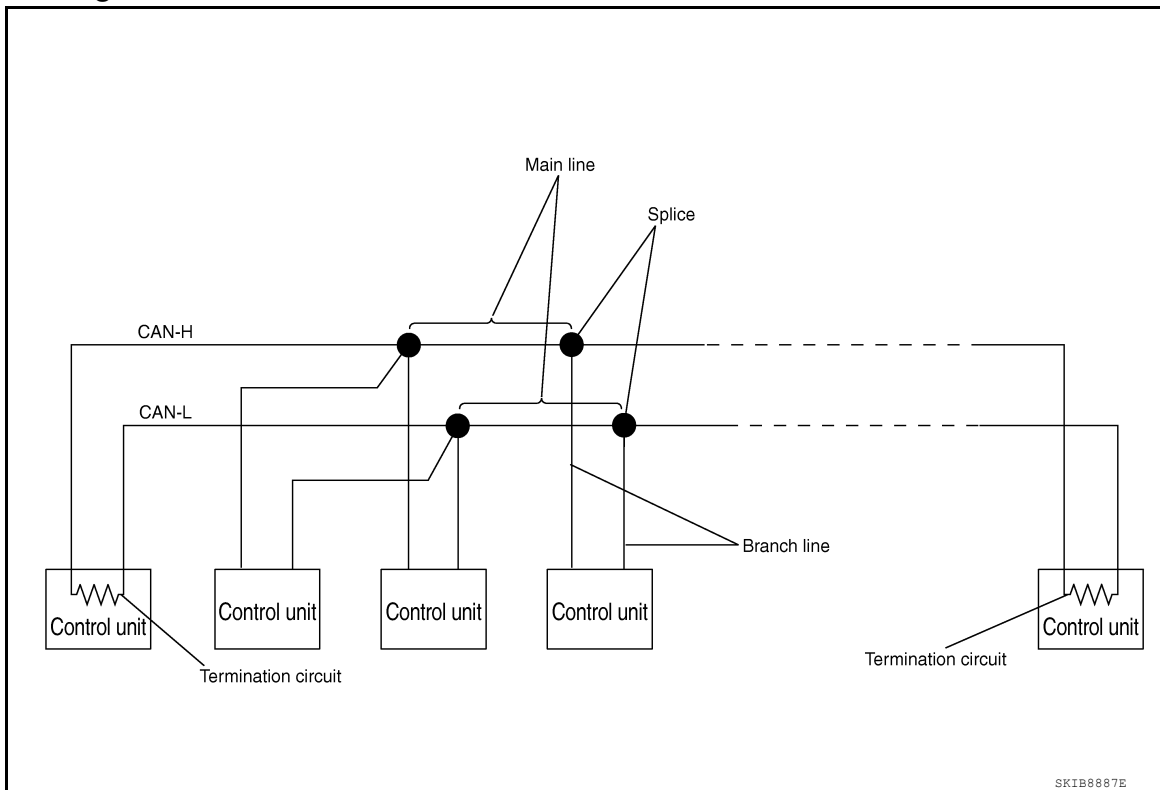 Main line
Splice
CAN-H
CAN-L
Branch line
Control unit
Control unit
Control unit
Control unit
Control unit
Termination circuit
Termination circuit
SKIB8887E